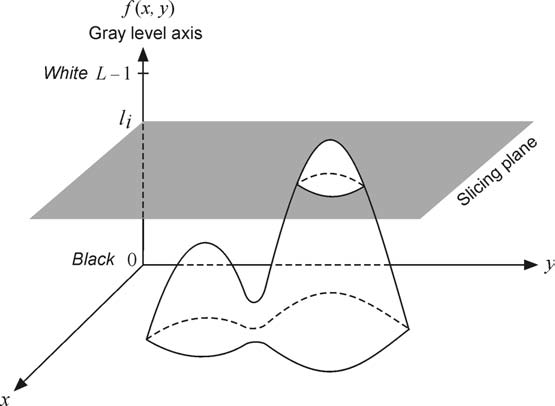 f(x, y)
Gray level axis
White L – 1
l_i
Slicing plane
Black 0
y
x